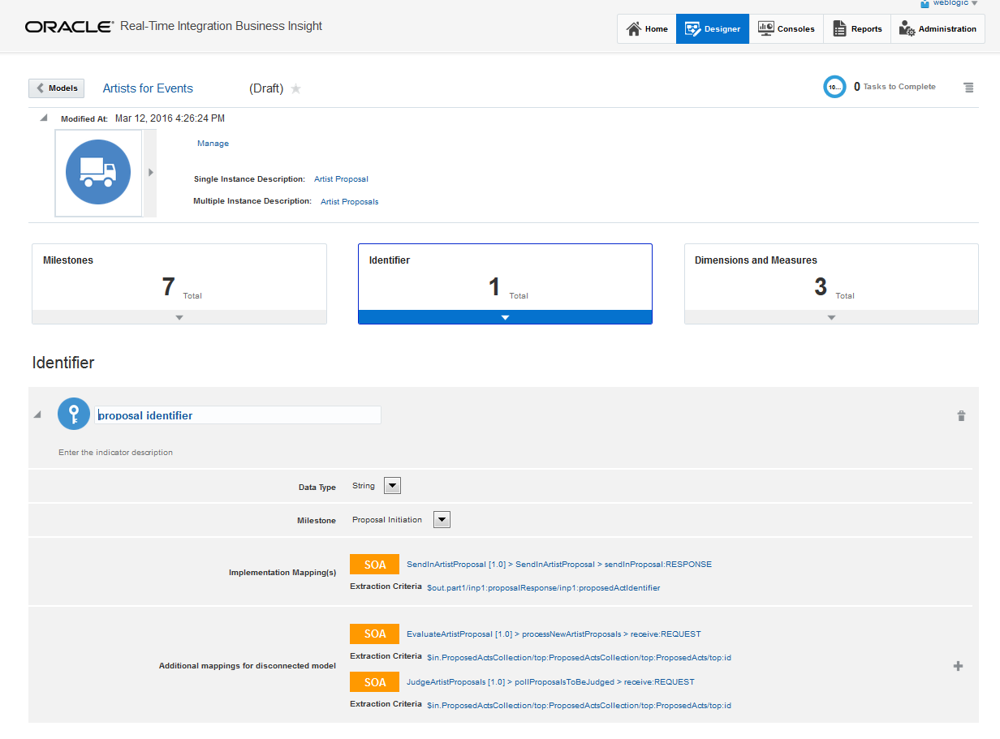 weblogic
ORACLE® Real-Time Integration Business Insight
Home Designer Consoles Reports Administration
Models Artists for Events (Draft) 10... 0 Tasks to Complete
Modified At: Mar 12, 2016 4:26:24 PM
Manage
Single Instance Description: Artist Proposal
Multiple Instance Description: Artist Proposals
Milestones
7 Total
Identifier
1 Total
Dimensions and Measures
3 Total
Identifier
proposal identifier
Enter the indicator description
Data Type String
Milestone Proposal Initiation
Implementation Mapping(s) SOA SendInArtistProposal [1.0] > SendInArtistProposal > sendInProposal:RESPONSE
Extraction Criteria $out.part1/inp1:proposalResponse/inp1:proposedActIdentifier
Additional mappings for disconnected model
SOA EvaluateArtistProposal [1.0] > processNewArtistProposals > receive:REQUEST
Extraction Criteria $in.ProposedActsCollection/top:ProposedActsCollection/top:ProposedActs/top:id
SOA JudgeArtistProposals [1.0] > pollProposalsToBeJudged > receive:REQUEST
Extraction Criteria $in.ProposedActsCollection/top:ProposedActsCollection/top:ProposedActs/top:id